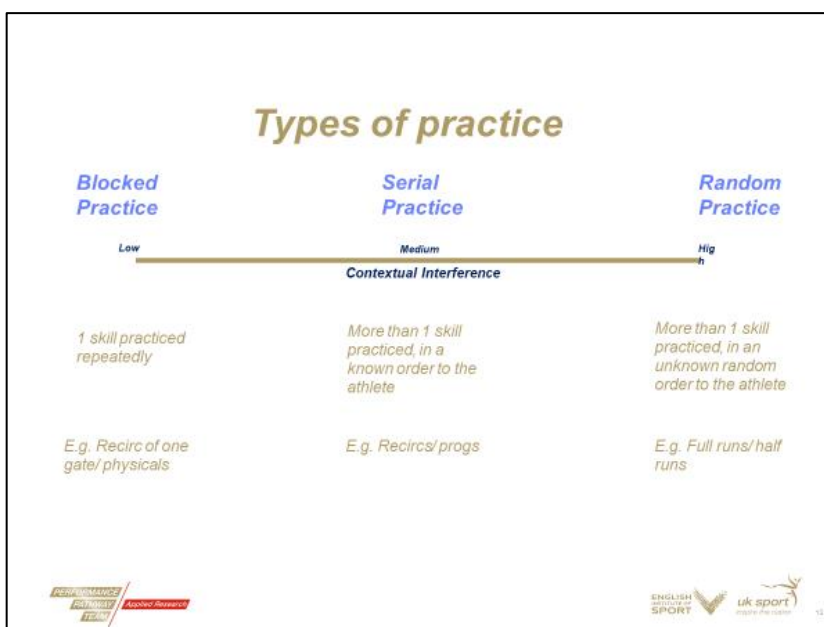 Types of practice
Blocked
Practice
Serial
Practice
Random
Practice
Low
Medium
Hig
h
Contextual Interference
1 skill practiced
repeatedly
More than 1 skill
practiced, in a
known order to the
athlete
More than 1 skill
practiced, in an
unknown random
order to the athlete
E.g. Recirc of one
gate/ physicals
E.g. Recircs/ progs
E.g. Full runs/ half
runs
PERFORMANCE
PATHWAY
TEAM
Applied Research
ENGLISH
INSTITUTE OF
SPORT
uk sport